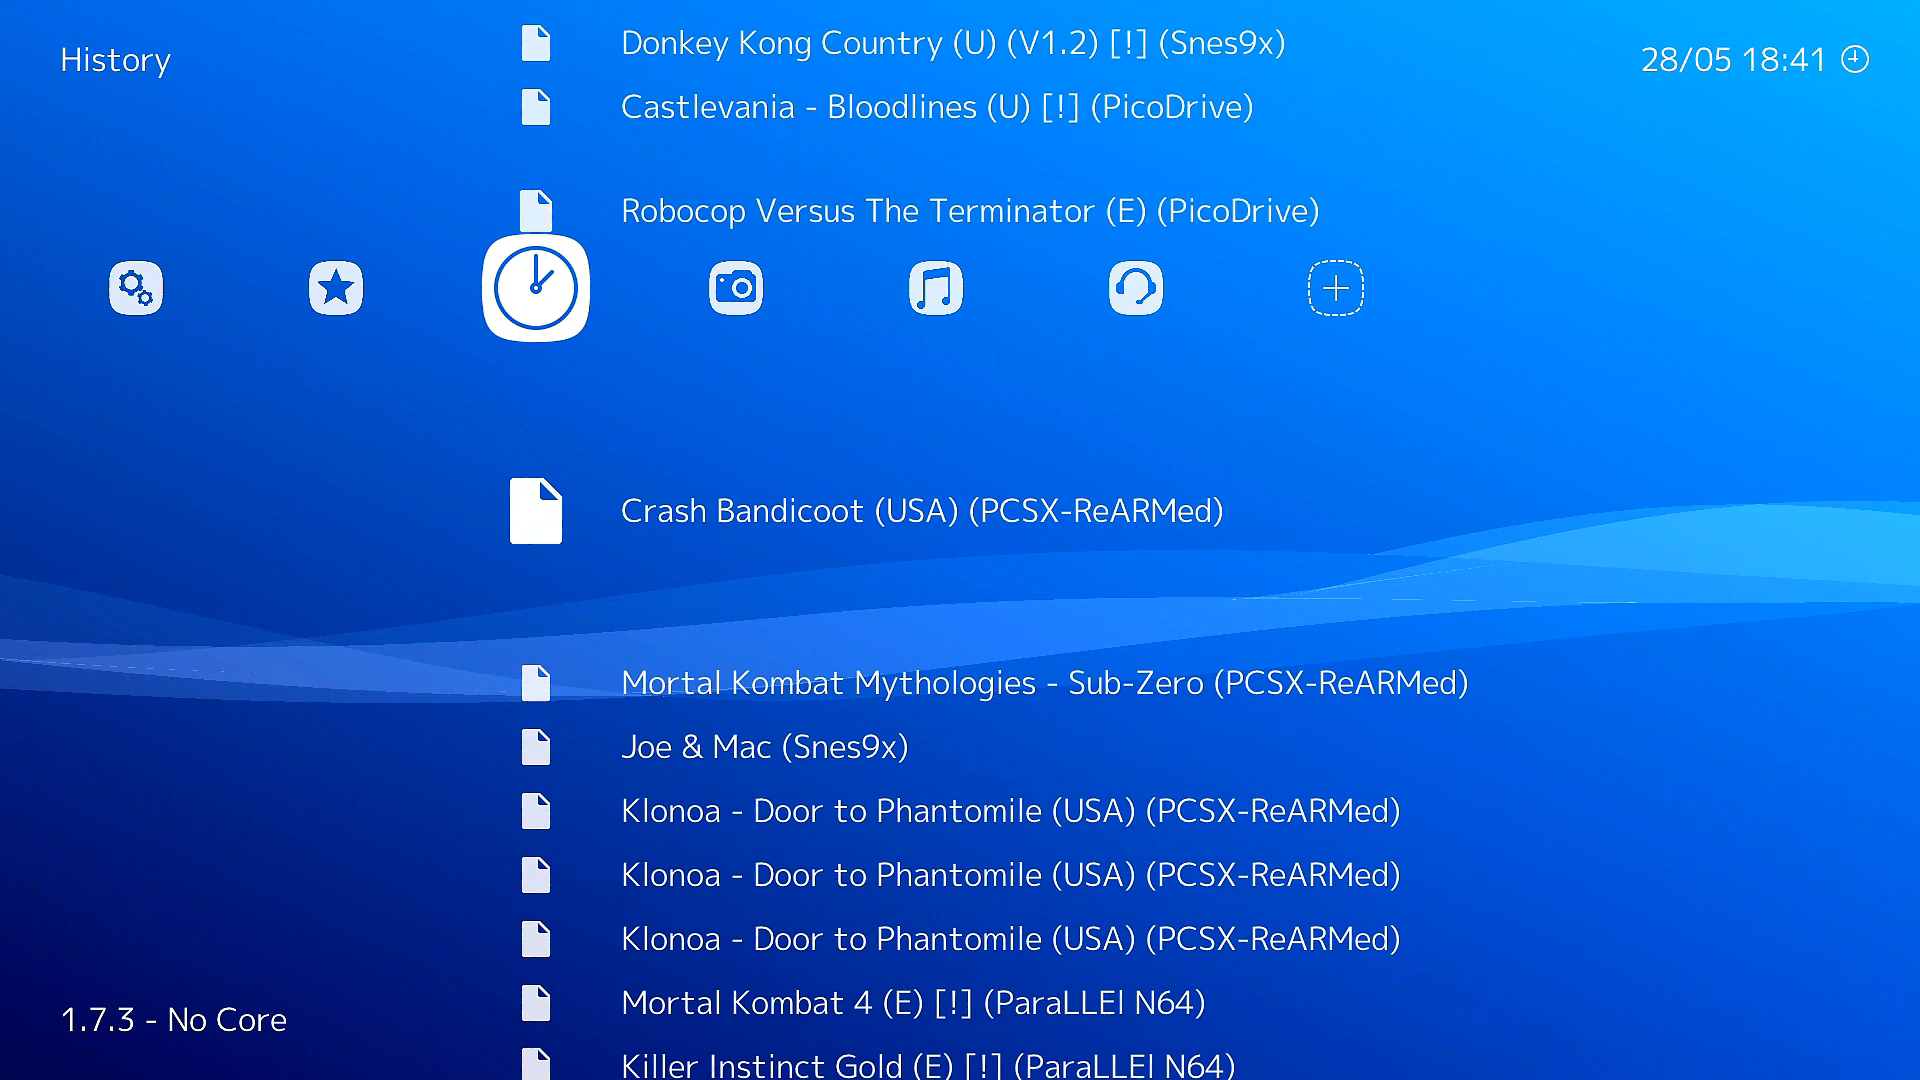 History
28/05 18:41
Donkey Kong Country (U) (V1.2) [!] (Snes9x)
Castlevania - Bloodlines (U) [!] (PicoDrive)
Robocop Versus The Terminator (E) (PicoDrive)
Crash Bandicoot (USA) (PCSX-ReARMed)
Mortal Kombat Mythologies - Sub-Zero (PCSX-ReARMed)
Joe & Mac (Snes9x)
Klonoa - Door to Phantomile (USA) (PCSX-ReARMed)
Klonoa - Door to Phantomile (USA) (PCSX-ReARMed)
Klonoa - Door to Phantomile (USA) (PCSX-ReARMed)
Mortal Kombat 4 (E) [!] (ParaLLEl N64)
Killer Instinct Gold (E) [!] (ParaLLEl N64)
1.7.3 - No Core